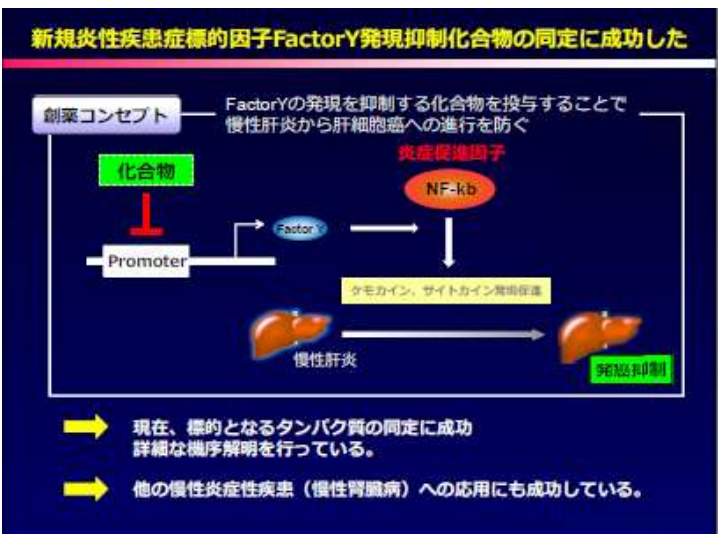 新規炎性疾患症標的因子FactorY発現抑制化合物の同定に成功した
創薬コンセプト
FactorYの発現を抑制する化合物を投与することで
慢性肝炎から肝細胞癌への進行を防ぐ
炎症促進因子
化合物
NF-kb
Factor Y
Promoter
ケモカイン、サイトカイン発現促進
慢性肝炎
発癌抑制
現在、標的となるタンパク質の同定に成功
詳細な機序解明を行っている。
他の慢性炎症性疾患（慢性腎臓病）への応用にも成功している。